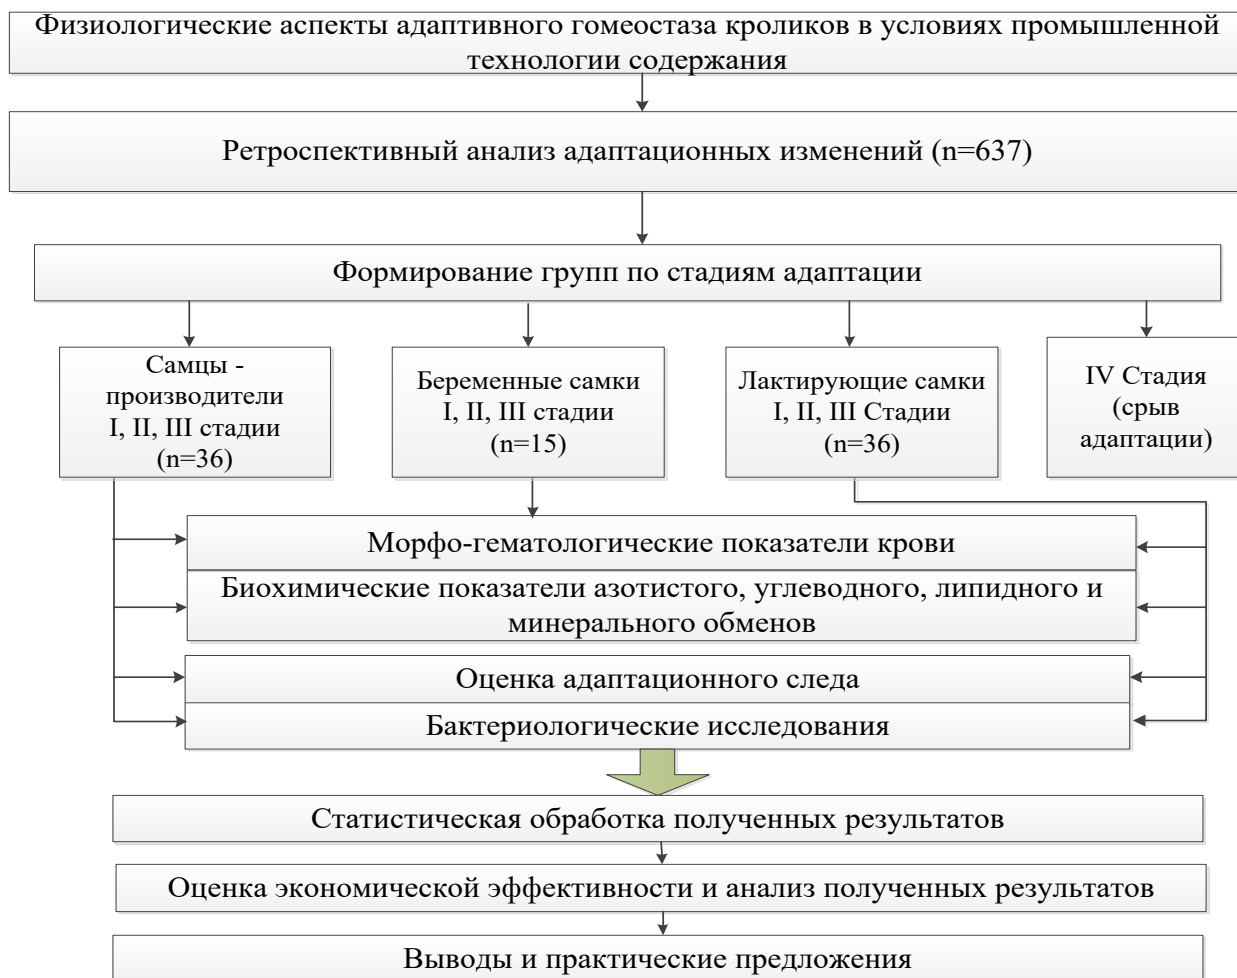 Физиологические аспекты адаптивного гомеостаза кроликов в условиях промышленной
технологии содержания
Ретроспективный анализ адаптационных изменений (n=637)
Формирование групп по стадиям адаптации
Самцы -
производители
I, II, III стадии
(n=36)
Беременные самки
I, II, III стадии
(n=15)
Лактирующие самки
I, II, III Стадии
(n=36)
IV Стадия
(срыв
адаптации)
Морфо-гематологические показатели крови
Биохимические показатели азотистого, углеводного, липидного и
минерального обменов
Оценка адаптационного следа
Бактериологические исследования
Статистическая обработка полученных результатов
Оценка экономической эффективности и анализ полученных результатов
Выводы и практические предложения